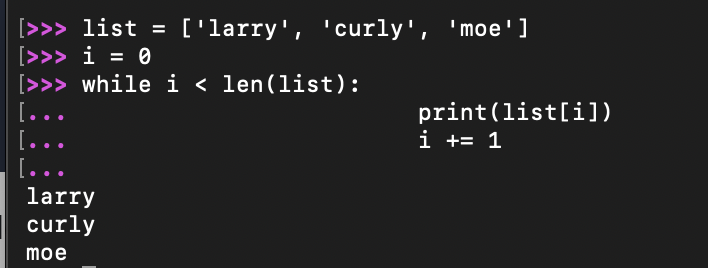 [>>> list = ['larry', 'curly', 'moe']
[>>> i = 0
[>>> while i < len(list):
[...                         print(list[i])
[...                         i += 1
[...
larry
curly
moe